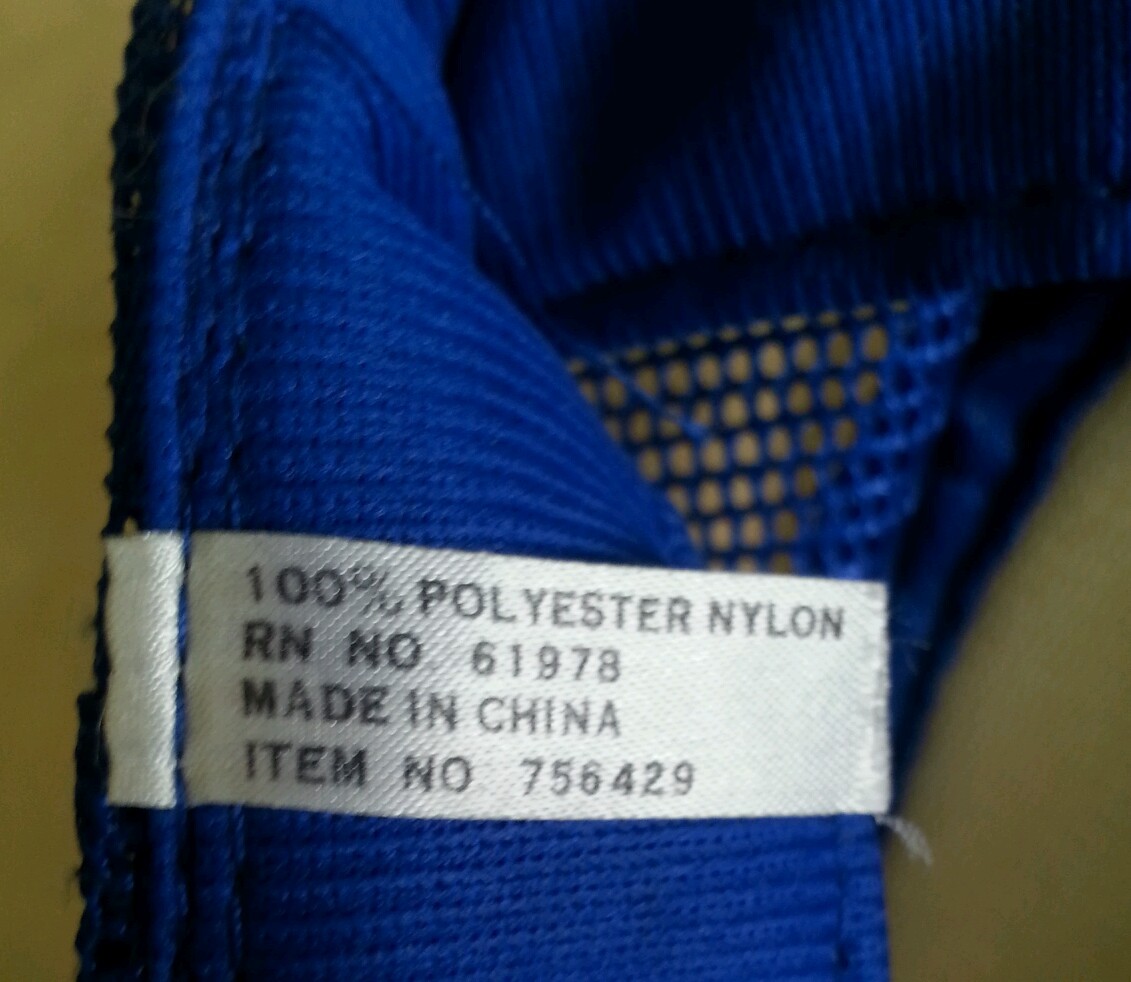 100% POLYESTER NYLON
RN NO 61978
MADE IN CHINA
ITEM NO 756429